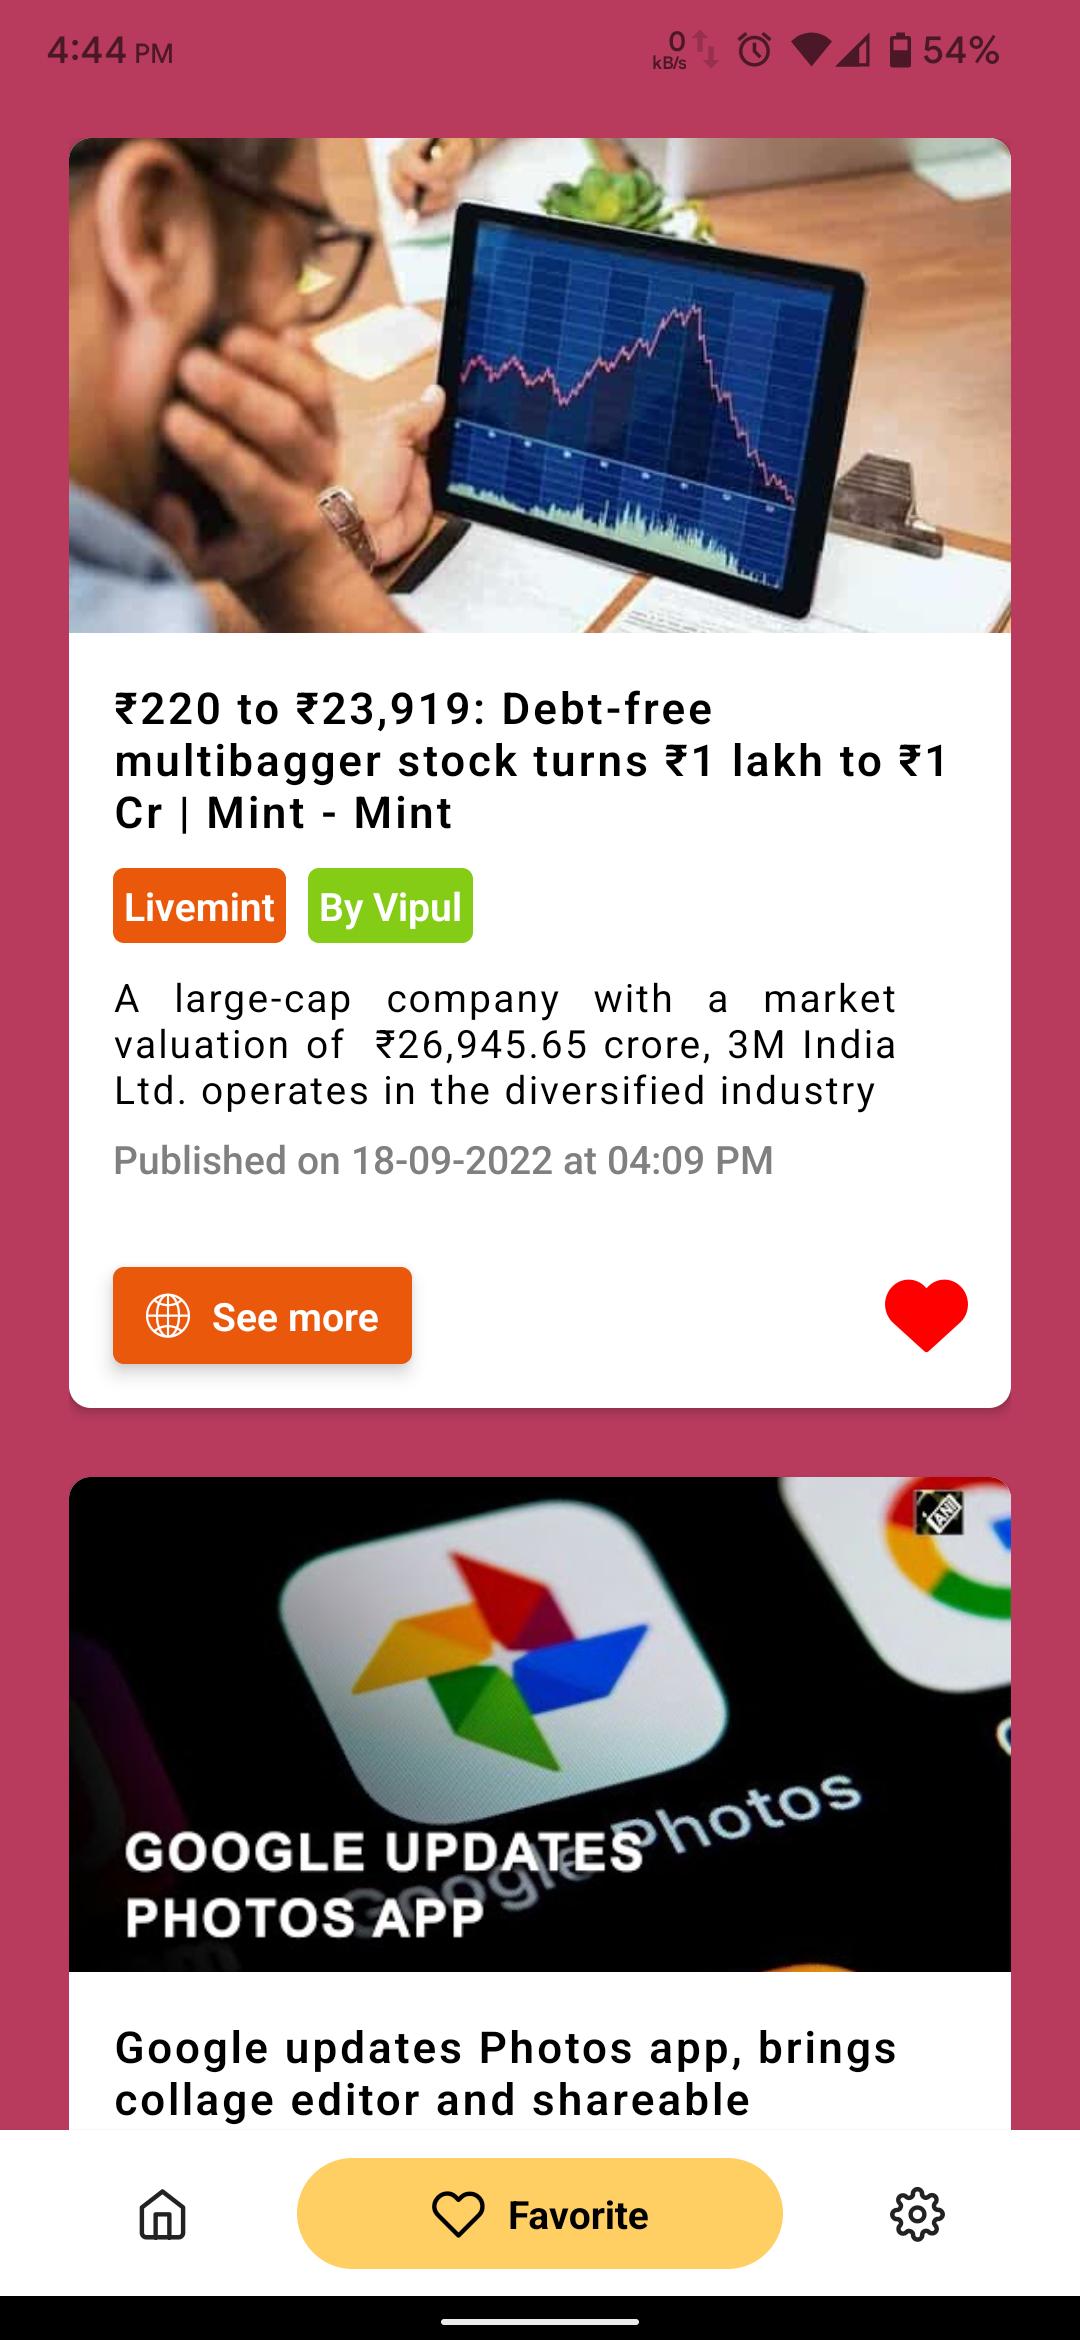 4:44 PM
0 kB/s
54%
₹220 to ₹23,919: Debt-free
multibagger stock turns ₹1 lakh to ₹1
Cr | Mint - Mint
Livemint
By Vipul
A large-cap company with a market
valuation of ₹26,945.65 crore, 3M India
Ltd. operates in the diversified industry
Published on 18-09-2022 at 04:09 PM
See more
ANI
Google Photos
GOOGLE UPDATES
PHOTOS APP
Google updates Photos app, brings
collage editor and shareable
Favorite